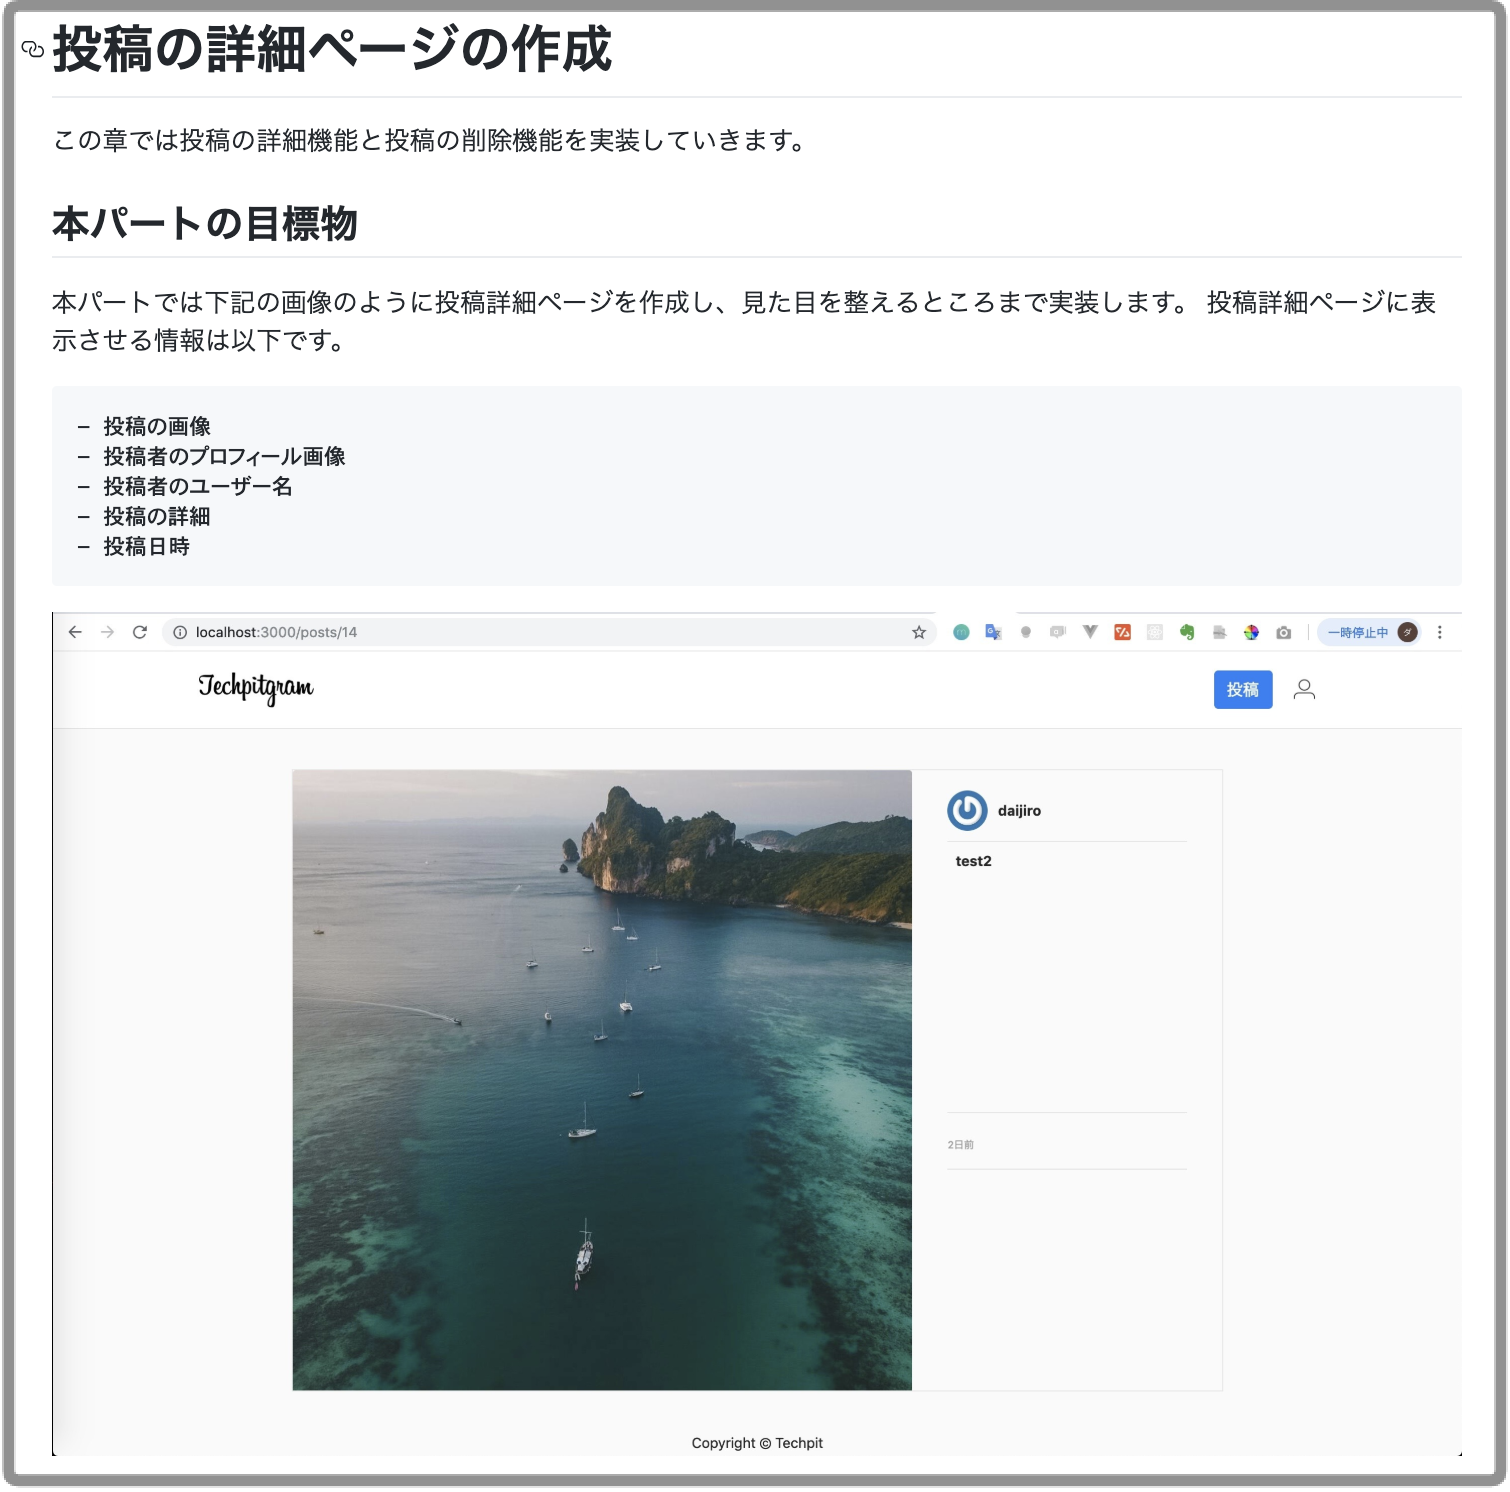 投稿の詳細ページの作成
この章では投稿の詳細機能と投稿の削除機能を実装していきます。
本パートの目標物
本パートでは下記の画像のように投稿詳細ページを作成し、見た目を整えるところまで実装します。 投稿詳細ページに表
示させる情報は以下です。
- 投稿の画像
- 投稿者のプロフィール画像
- 投稿者のユーザー名
- 投稿の詳細
- 投稿日時
localhost:3000/posts/14
一時停止中 ダ
Techpitgram
投稿
daijiro
test2
2日前
Copyright © Techpit